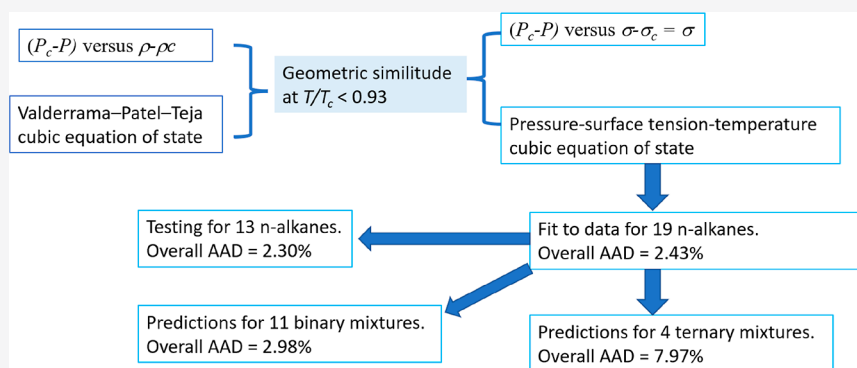 (Pc-P) versus ρ-ρc
Valderrama–Patel–Teja
cubic equation of state
Geometric similitude
at T/Tc < 0.93
(Pc-P) versus σ-σc = σ
Pressure-surface tension-temperature
cubic equation of state
Testing for 13 n-alkanes.
Overall AAD = 2.30%
Fit to data for 19 n-alkanes.
Overall AAD = 2.43%
Predictions for 11 binary mixtures.
Overall AAD = 2.98%
Predictions for 4 ternary mixtures.
Overall AAD = 7.97%